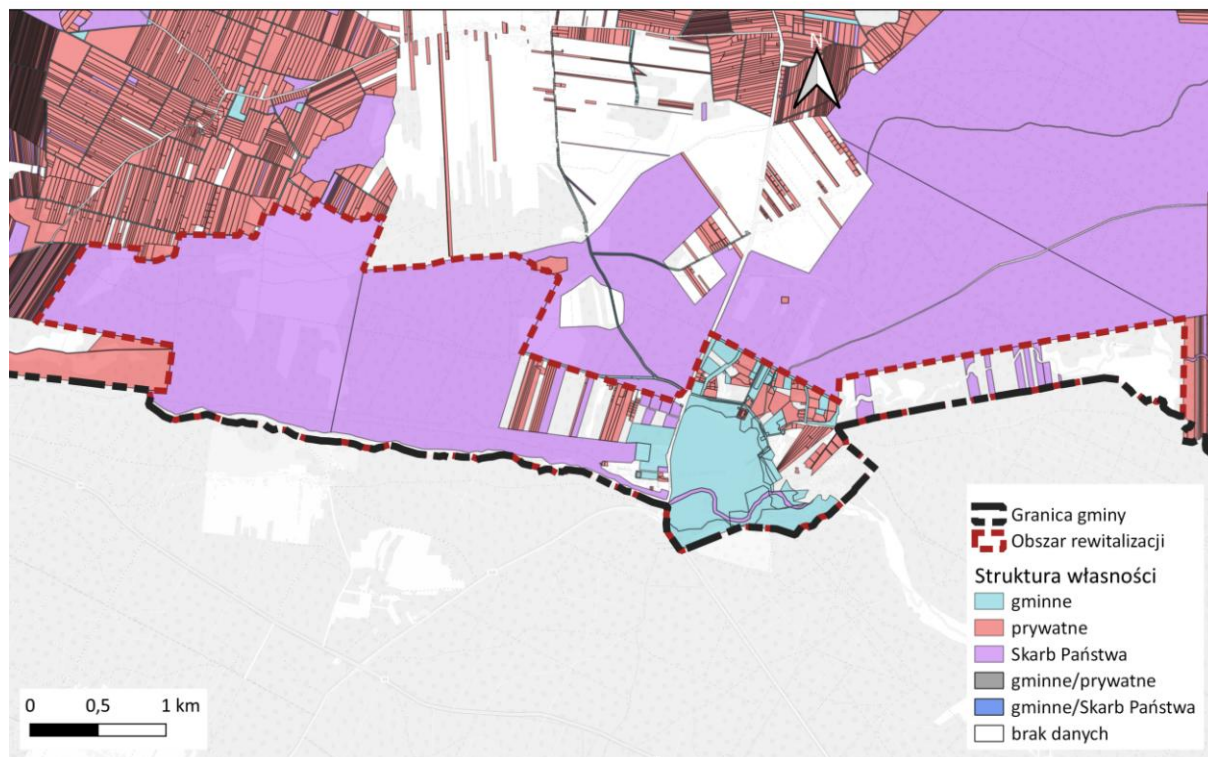 N
Granica gminy
Obszar rewitalizacji
Struktura własności
gminne
prywatne
Skarb Państwa
gminne/prywatne
gminne/Skarb Państwa
brak danych
0 0,5 1 km